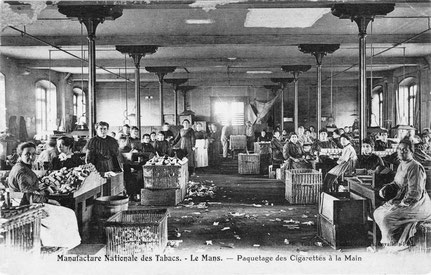 Manufacture Nationale des Tabacs. - Le Mans. — Paquetage des Cigarettes à la Main